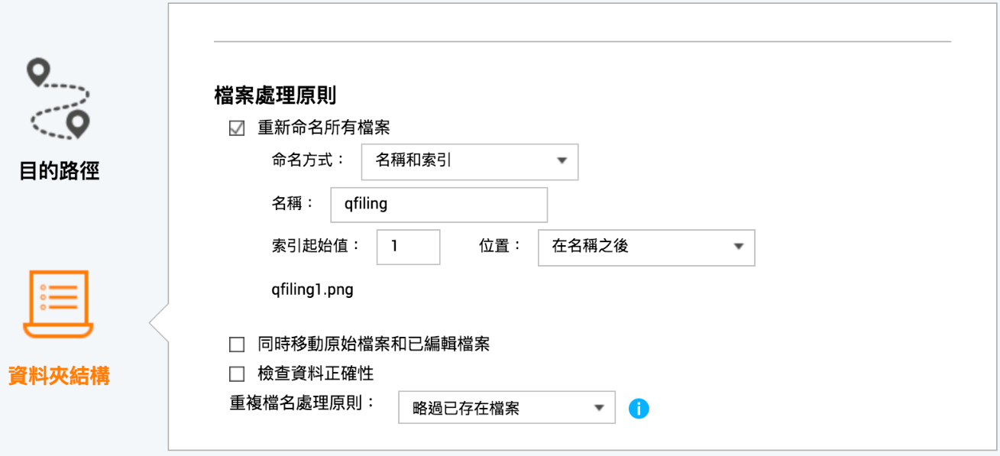 檔案處理原則
重新命名所有檔案
命名方式： 名稱和索引
目的路徑
名稱： qfiling
索引起始值： 1 位置： 在名稱之後
qfiling1.png
同時移動原始檔案和已編輯檔案
檢查資料正確性
資料夾結構
重複檔名處理原則： 略過已存在檔案 i